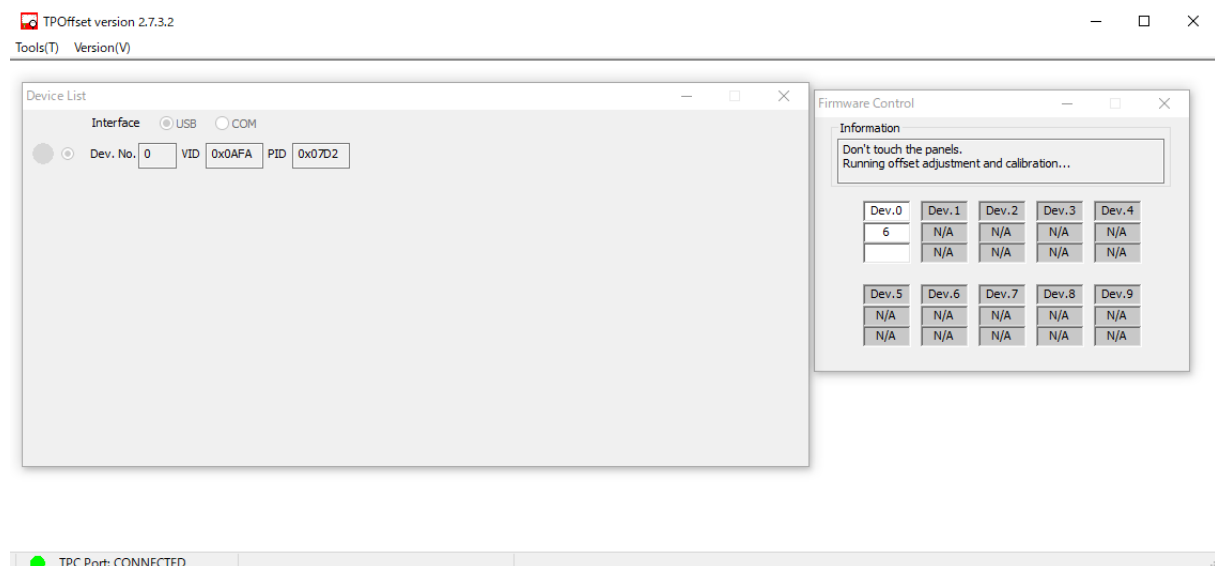 TPOffset version 2.7.3.2
Tools(T) Version(V)
Device List
Interface USB COM
Dev. No. 0 VID 0x0AFA PID 0x07D2
Firmware Control
Information
Don't touch the panels.
Running offset adjustment and calibration...
Dev.0 Dev.1 Dev.2 Dev.3 Dev.4
6 N/A N/A N/A N/A
N/A N/A N/A N/A
Dev.5 Dev.6 Dev.7 Dev.8 Dev.9
N/A N/A N/A N/A N/A
N/A N/A N/A N/A N/A
TPC Port: CONNECTED